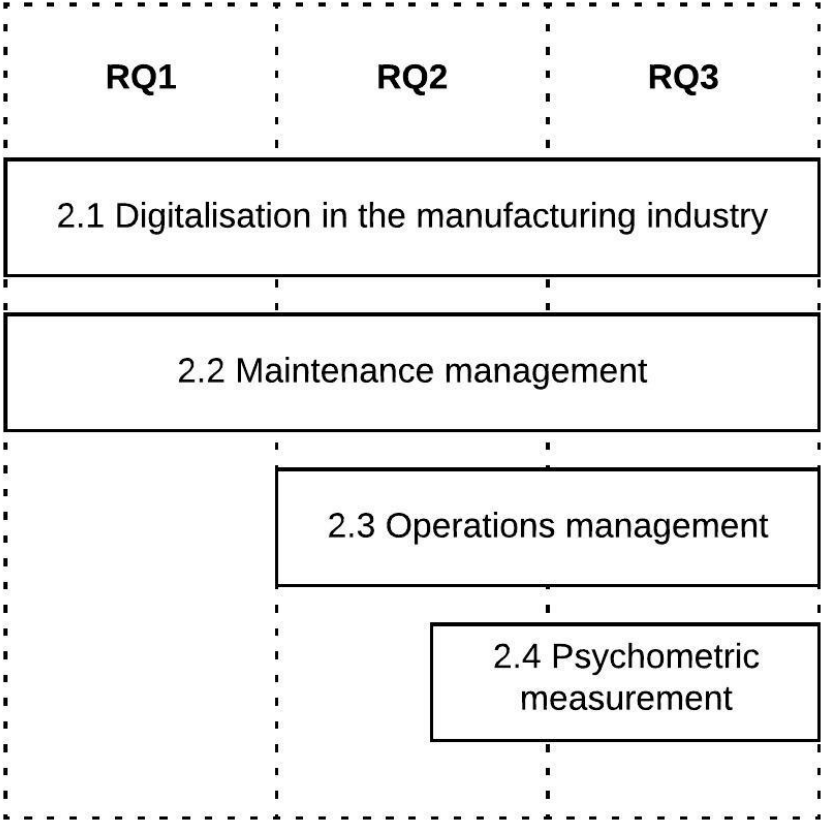 RQ1 RQ2 RQ3
2.1 Digitalisation in the manufacturing industry
2.2 Maintenance management
2.3 Operations management
2.4 Psychometric
measurement